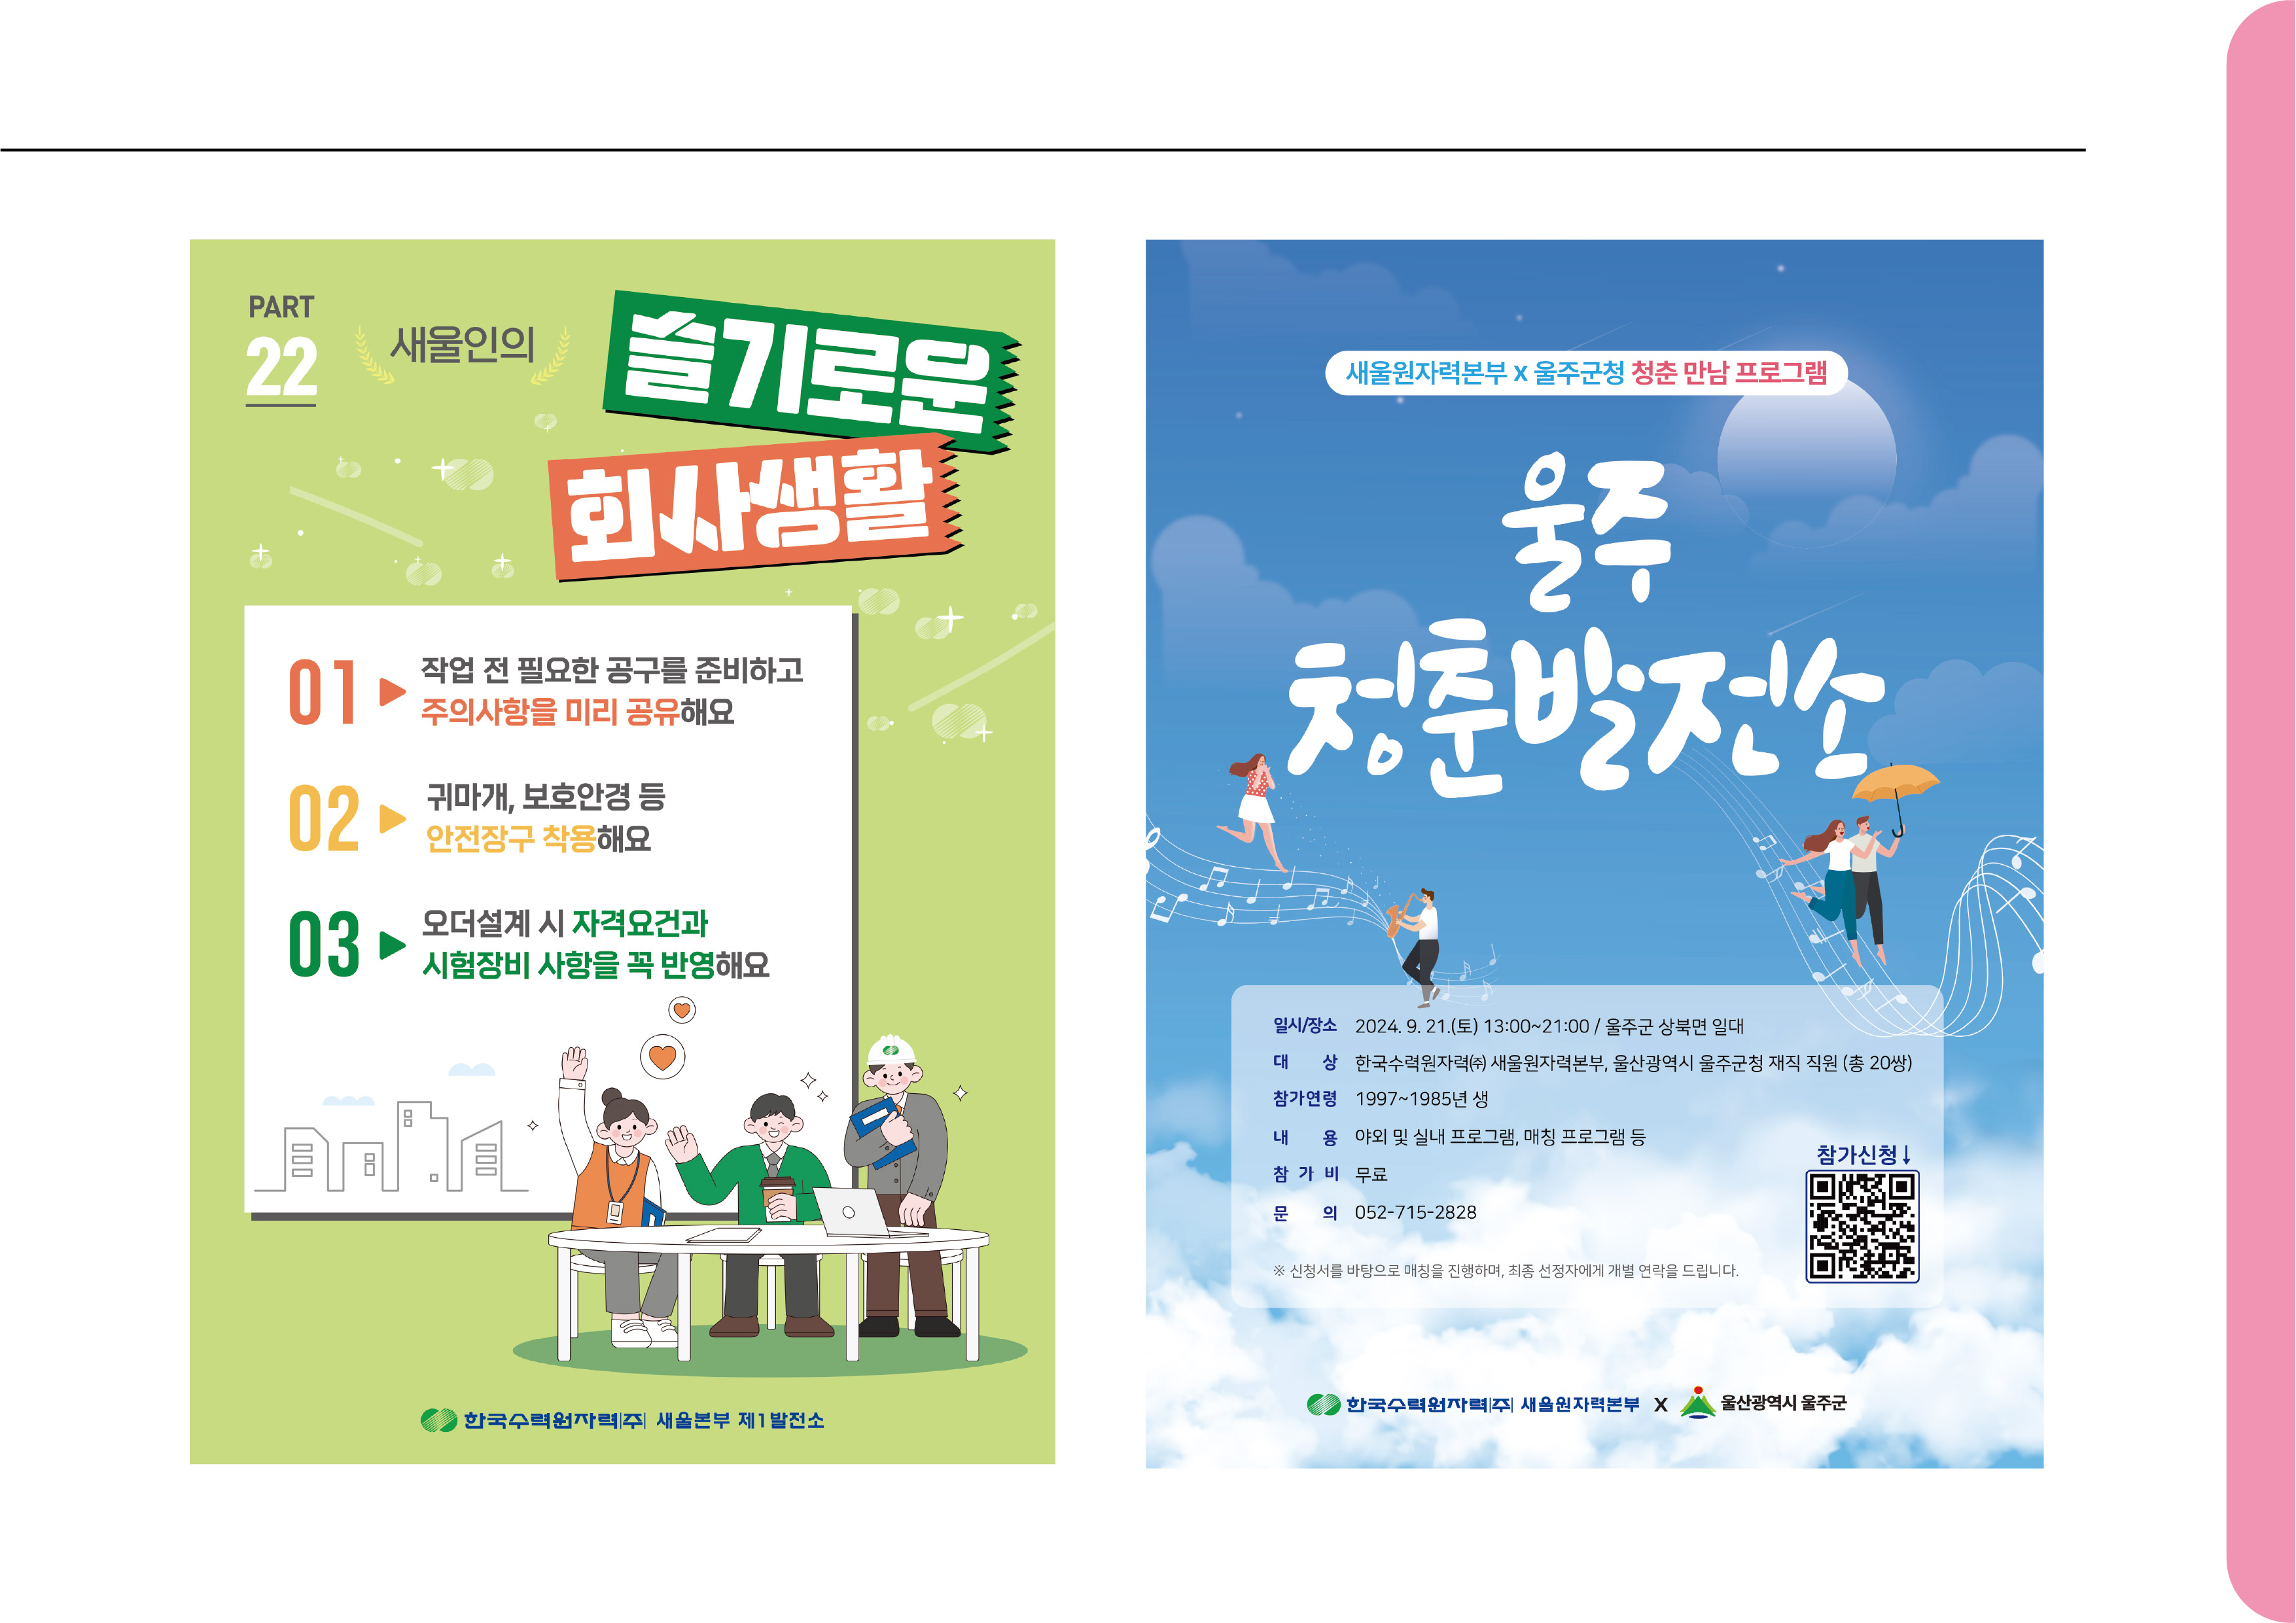 PART
22
새울인의
슬기로운
회사생활
01 작업 전 필요한 공구를 준비하고
주의사항을 미리 공유해요
02 귀마개, 보호안경 등
안전장구 착용해요
03 오더설계 시 자격요건과
시험장비 사항을 꼭 반영해요
한국수력원자력(주) 새울본부 제1발전소
새울원자력본부 x 울주군청 청춘 만남 프로그램
울주
청춘발전소
일시/장소 2024. 9. 21.(토) 13:00~21:00 / 울주군 상북면 일대
대 상 한국수력원자력㈜ 새울원자력본부, 울산광역시 울주군청 재직 직원 (총 20쌍)
참가연령 1997~1985년 생
내 용 야외 및 실내 프로그램, 매칭 프로그램 등
참 가 비 무료
문 의 052-715-2828
참가신청↓
※ 신청서를 바탕으로 매칭을 진행하며, 최종 선정자에게 개별 연락을 드립니다.
한국수력원자력(주) 새울원자력본부 X 울산광역시 울주군